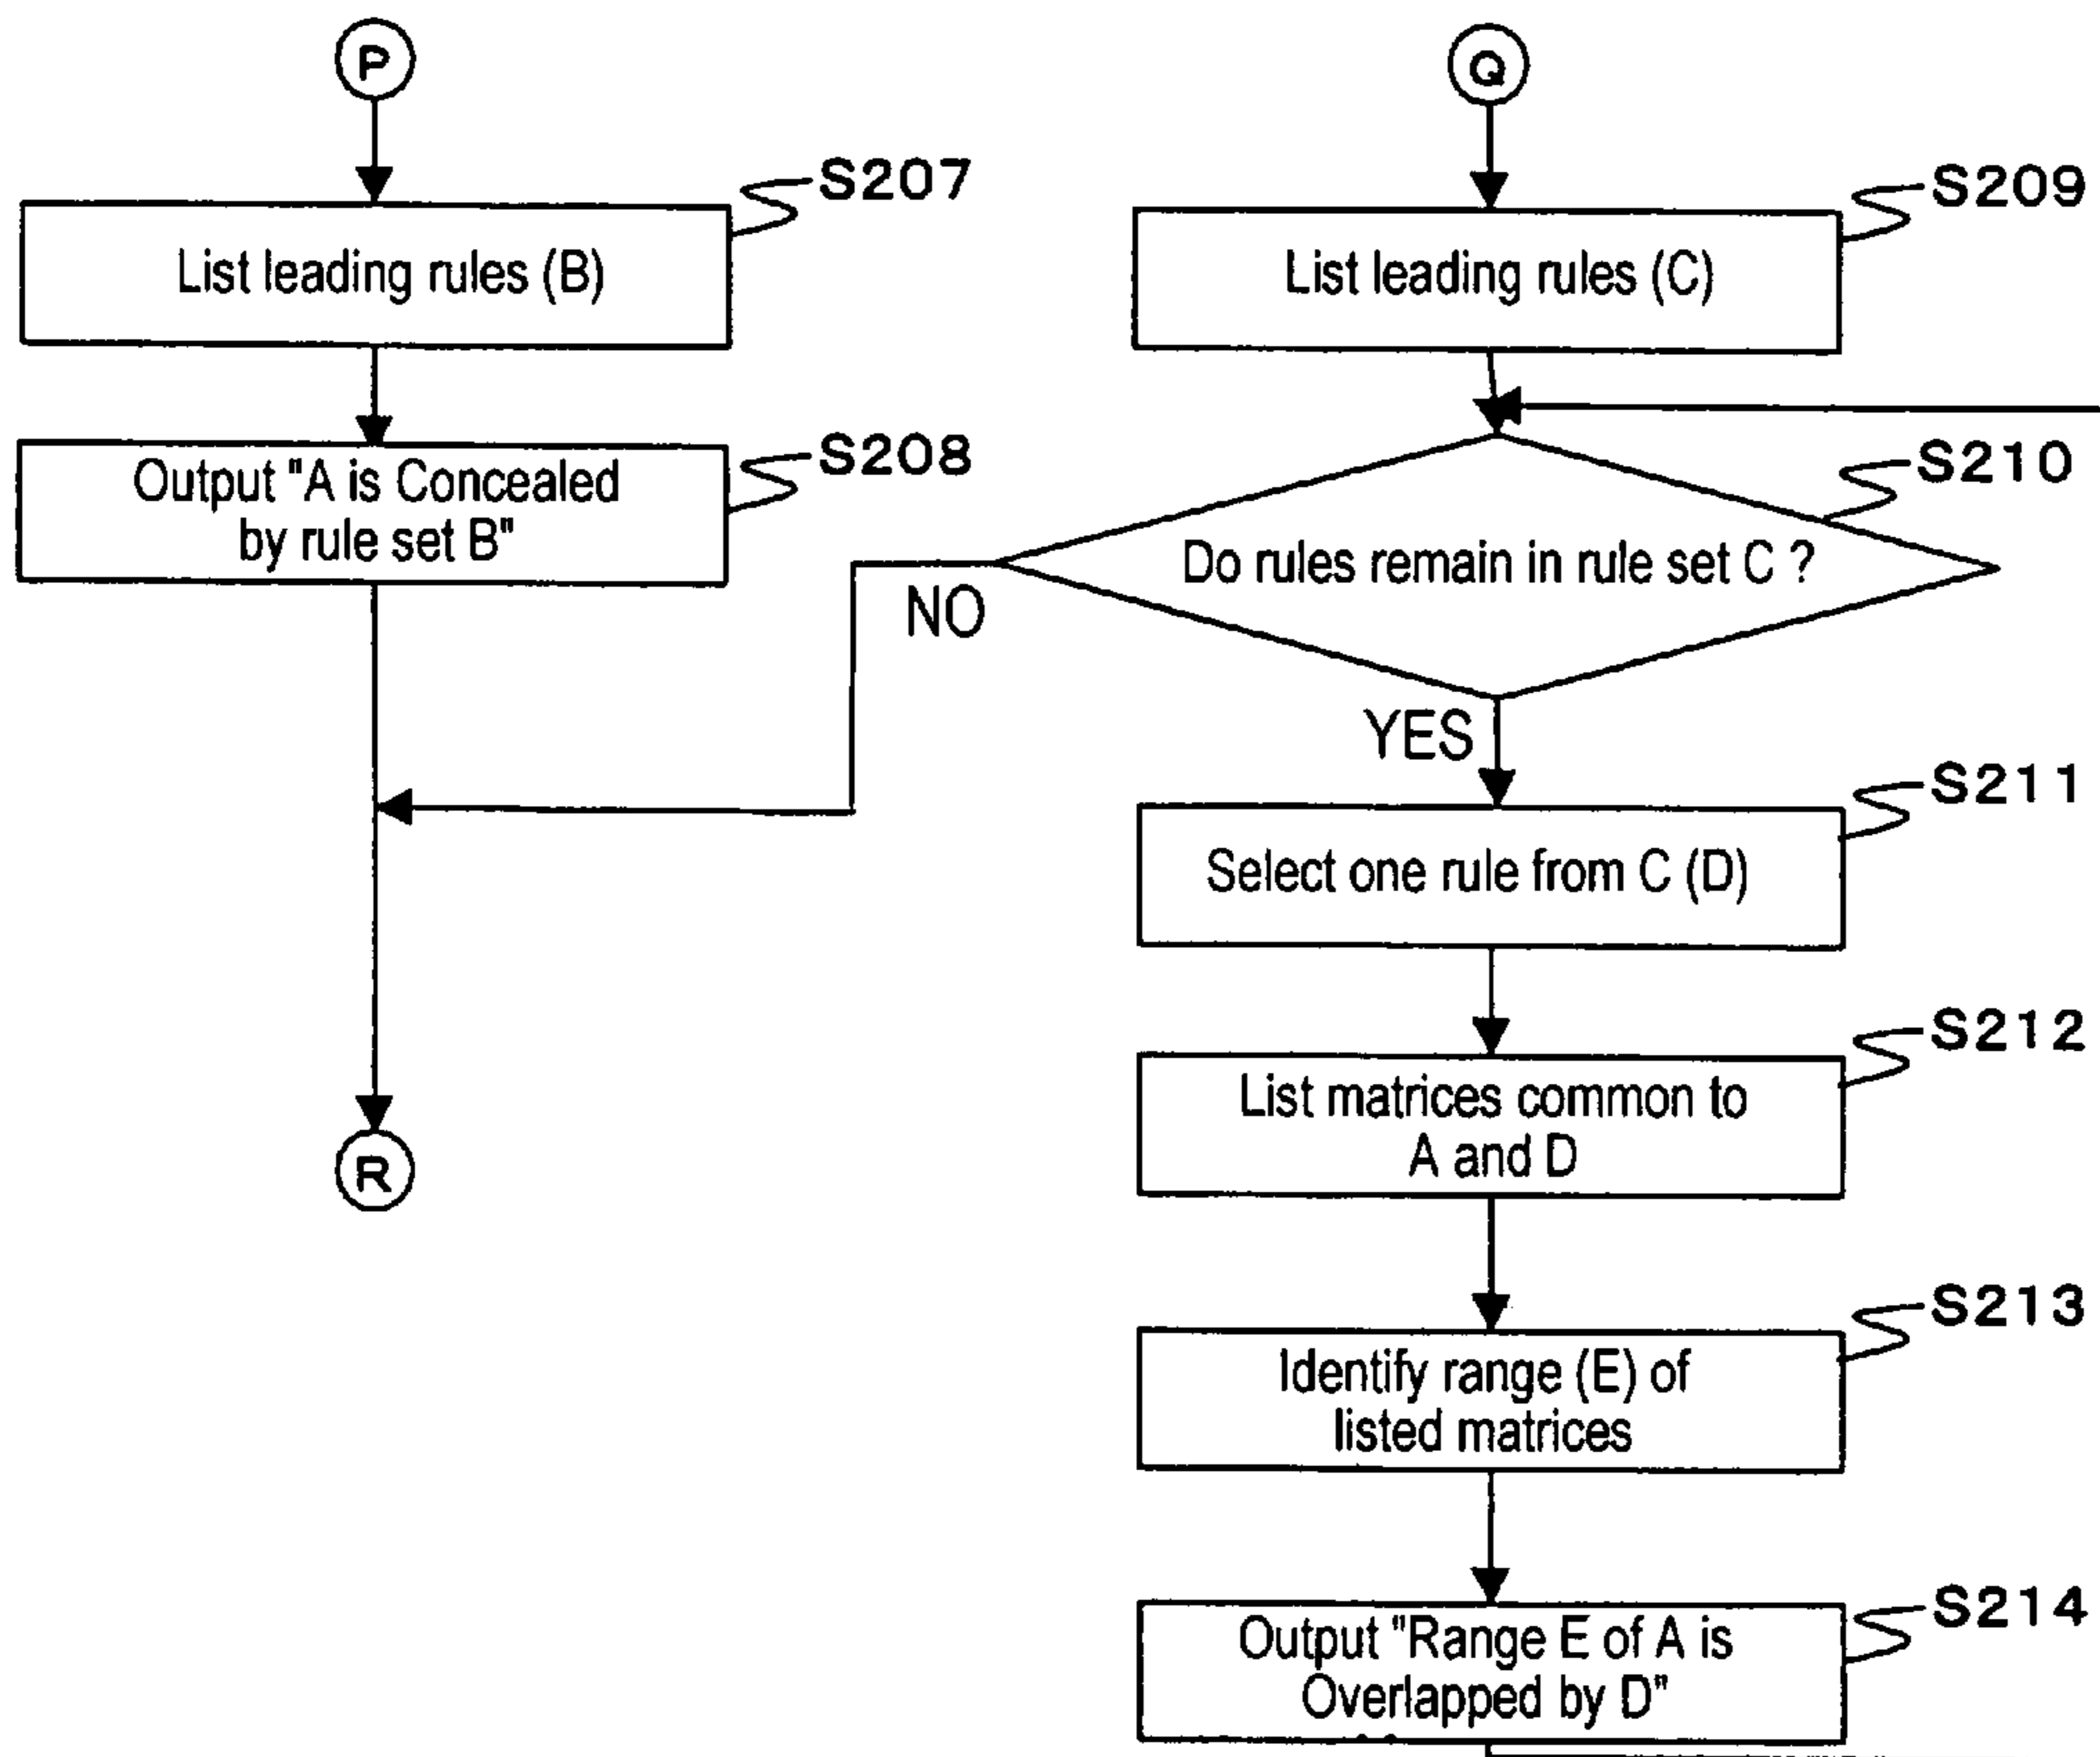 P
S207
List leading rules (B)
S208
Output "A is Concealed
by rule set B"
R
Q
S209
List leading rules (C)
S210
Do rules remain in rule set C ?
NO
YES
S211
Select one rule from C (D)
S212
List matrices common to
A and D
S213
Identify range (E) of
listed matrices
S214
Output "Range E of A is
Overlapped by D"